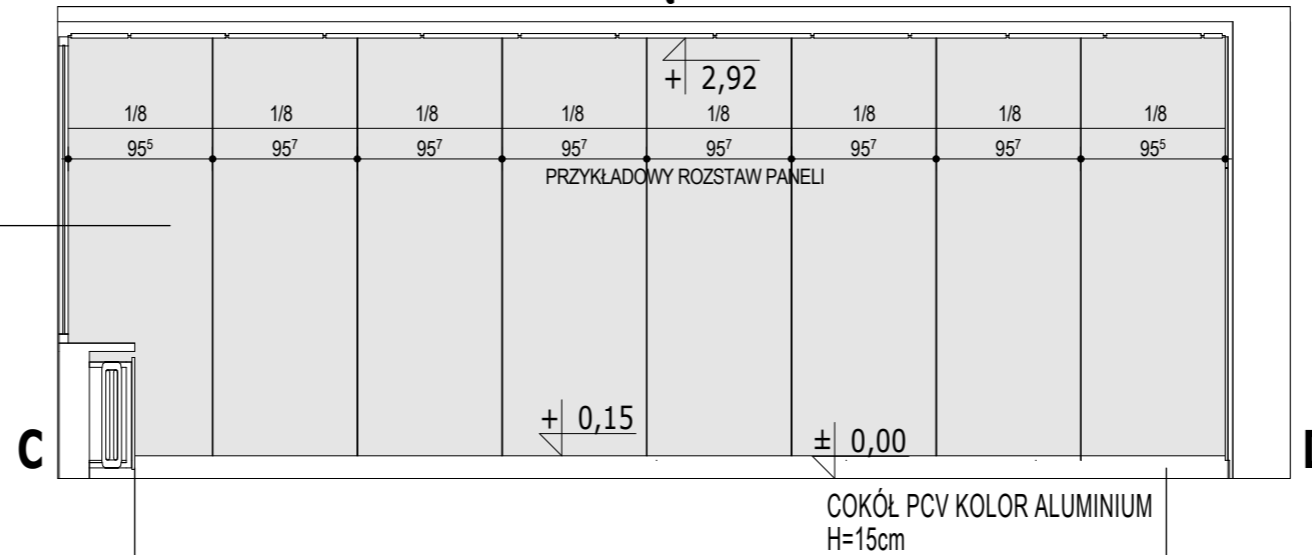 + 2,92
1/8 1/8 1/8 1/8 1/8 1/8 1/8 1/8
95⁵ 95⁷ 95⁷ 95⁷ 95⁷ 95⁷ 95⁷ 95⁵
PRZYKŁADOWY ROZSTAW PANELI
+ 0,15
± 0,00
C
COKÓŁ PCV KOLOR ALUMINIUM
H=15cm